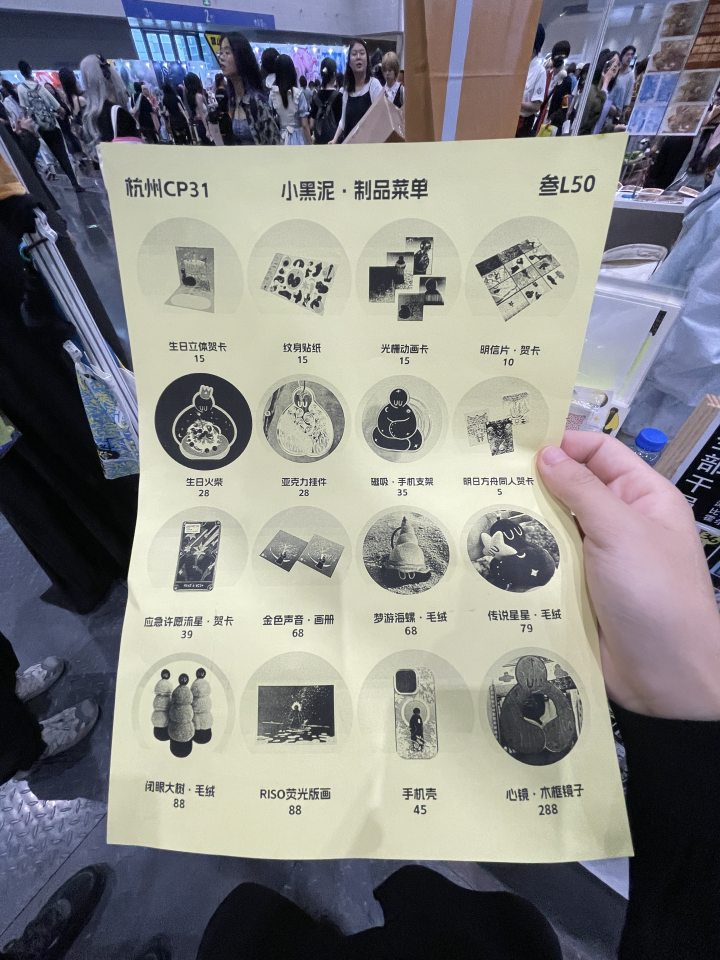 杭州CP31 小黑泥·制品菜单 叁L50
生日立体贺卡 纹身贴纸 光栅动画卡 明信片·贺卡
15 15 15 10
生日火柴 亚克力挂件 磁吸·手机支架 明日方舟同人贺卡
28 28 35 5
应急许愿流星·贺卡 金色声音·画册 梦游海螺·毛绒 传说星星·毛绒
39 68 68 79
闭眼大树·毛绒 RISO荧光版画 手机壳 心镜·木框镜子
88 88 45 288